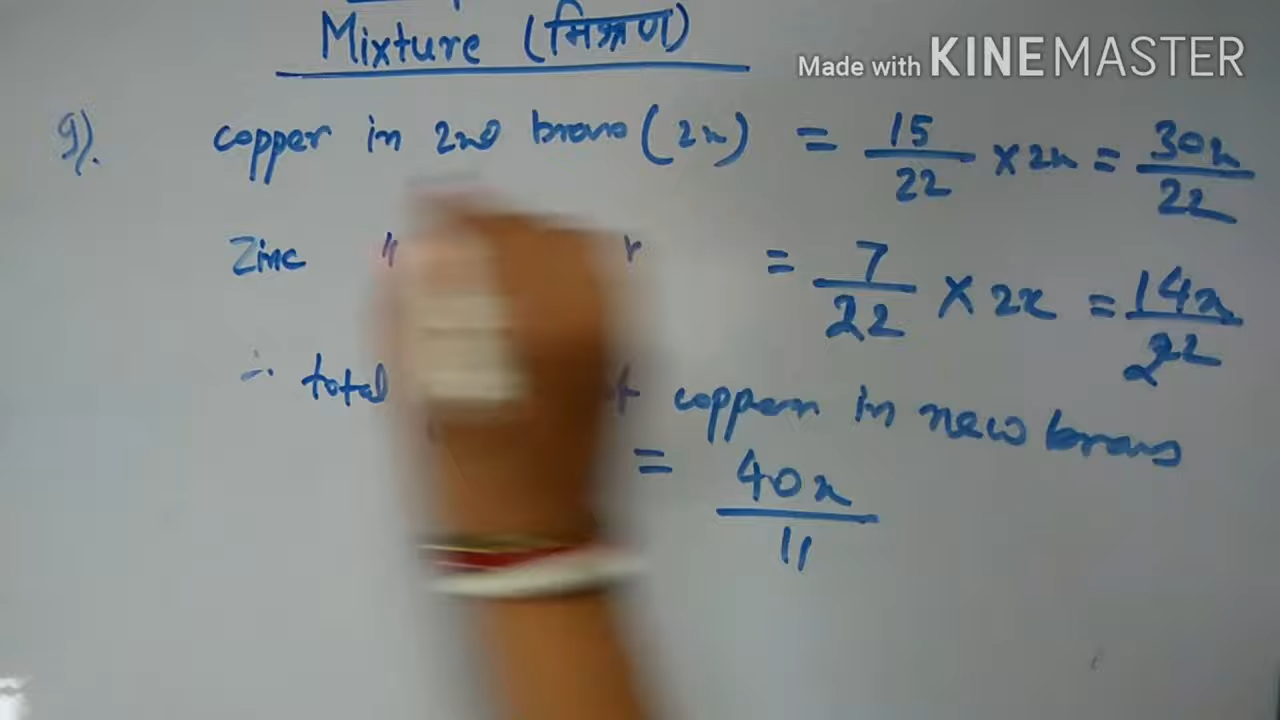 Mixture (मिश्रण)
Made with KINEMASTER
9). copper in 2nd brass (2x) = 15/22 × 2x = 30x/22
Zinc " = 7/22 × 2x = 14x/22
∴ total copper in new brass
= 40x/11